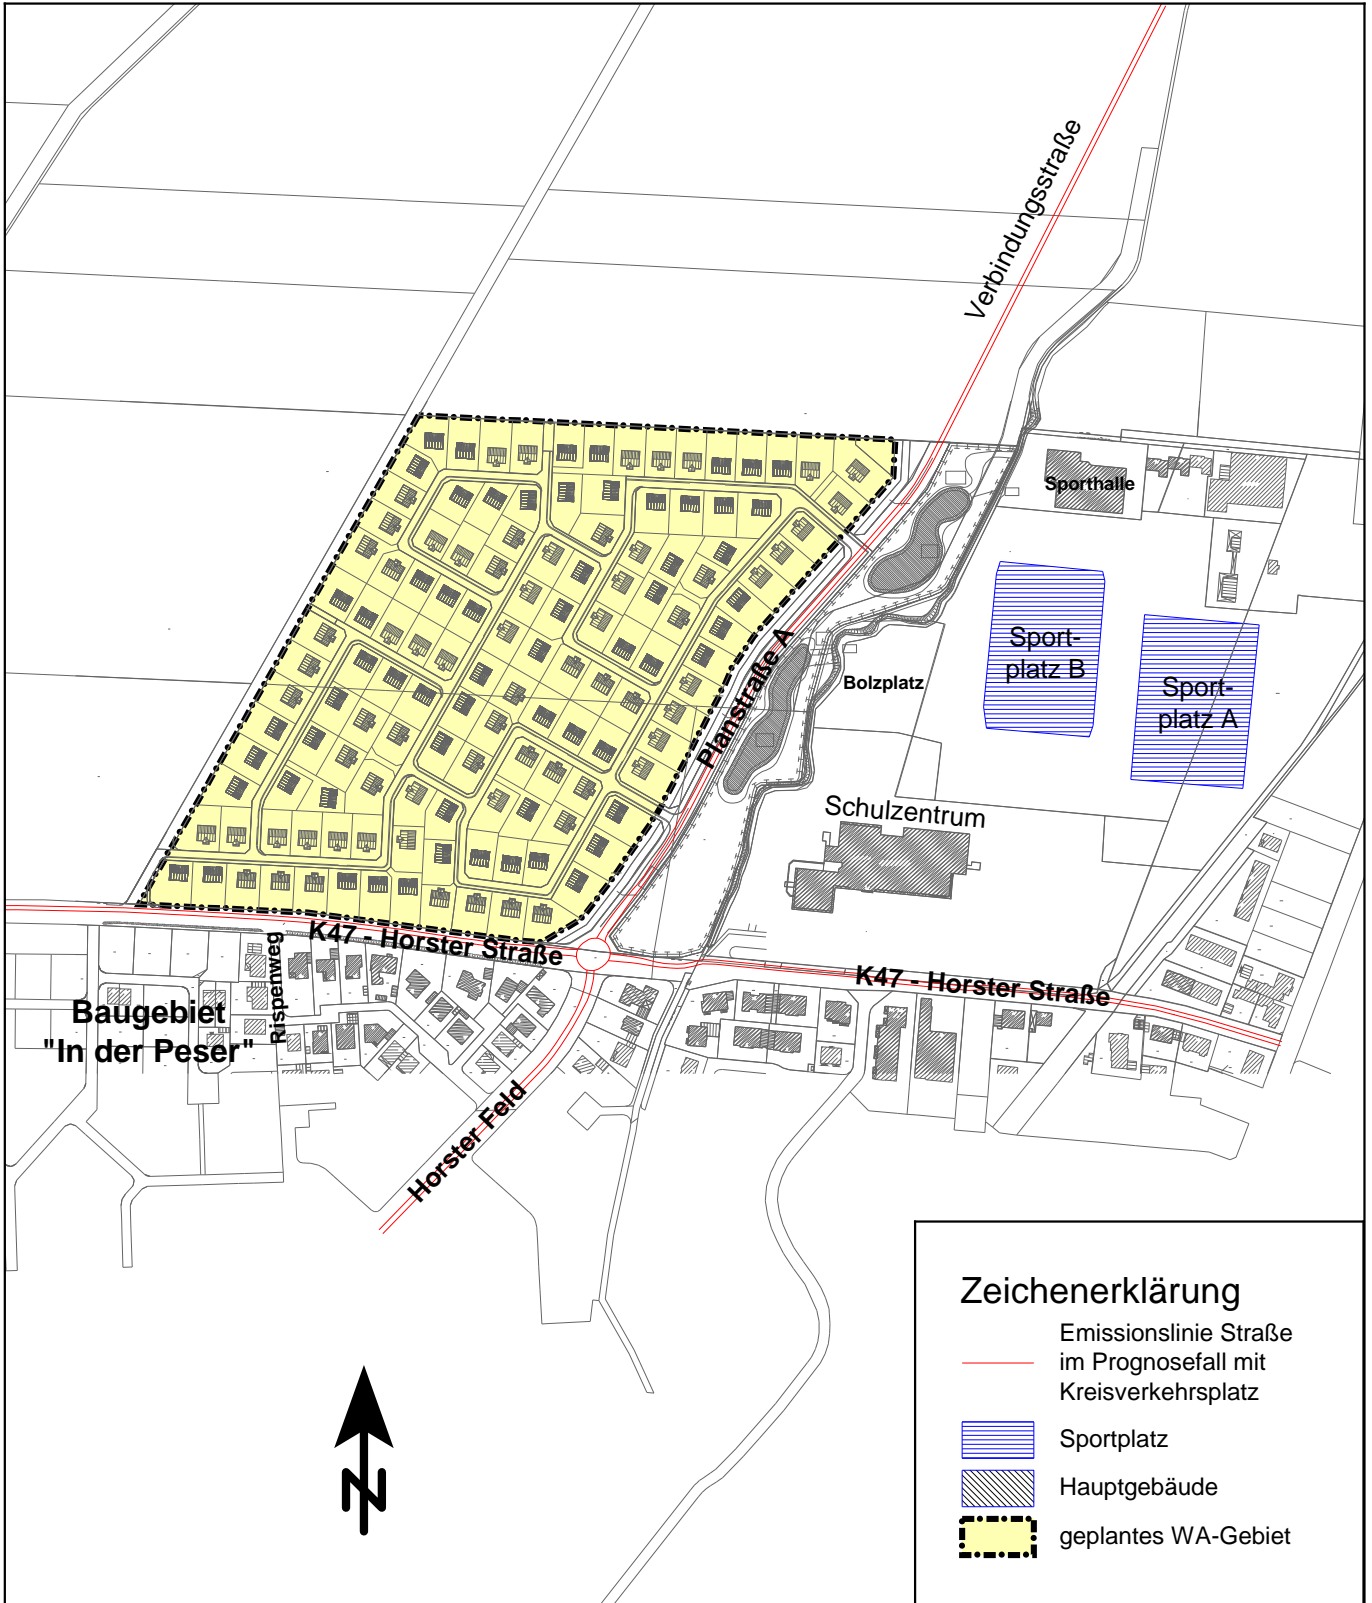 Verbindungsstraße
Sporthalle
Sport-
platz B
Sport-
platz A
Planstraße A
Bolzplatz
Schulzentrum
K47 - Horster Straße
K47 - Horster Straße
Rispenweg
Baugebiet
"In der Peser"
Horster Feld
N
Zeichenerklärung
Emissionslinie Straße
im Prognosefall mit
Kreisverkehrsplatz
Sportplatz
Hauptgebäude
geplantes WA-Gebiet